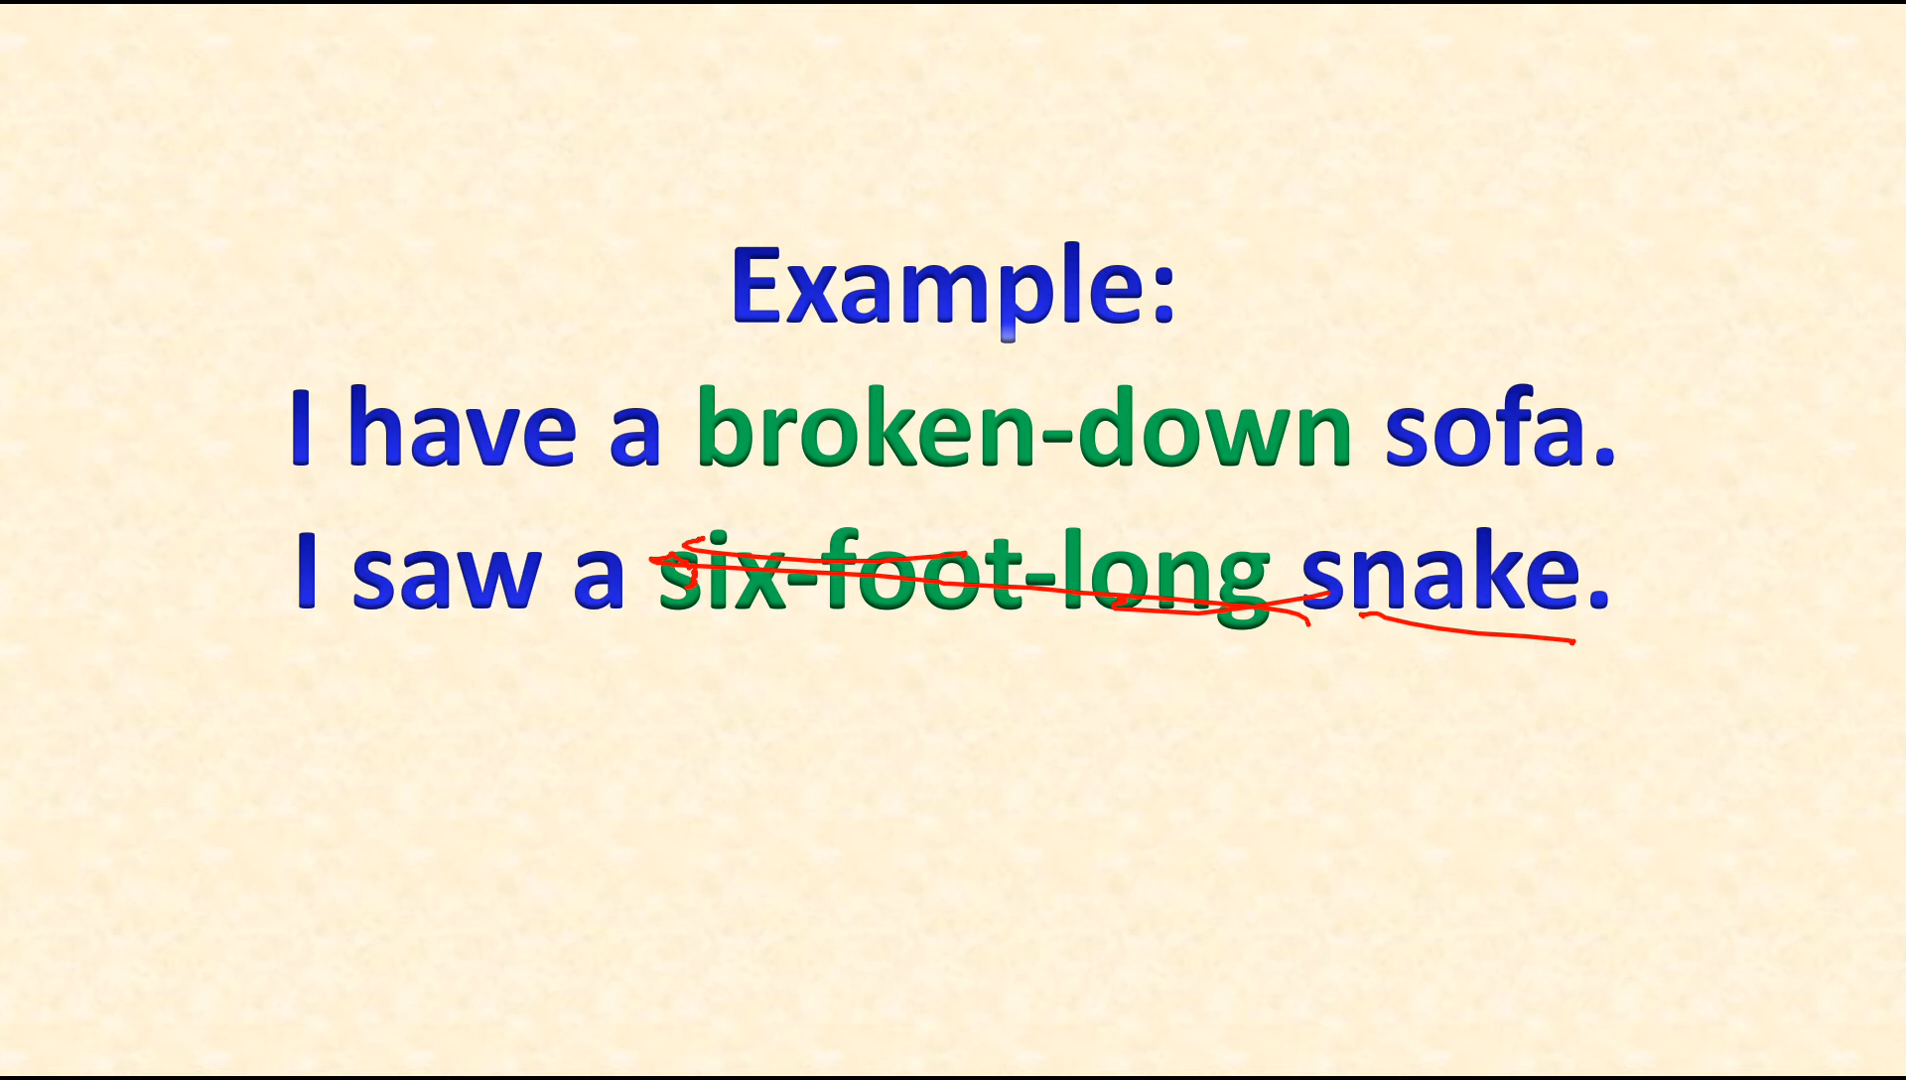 Example:
I have a broken-down sofa.
I saw a six-foot-long snake.